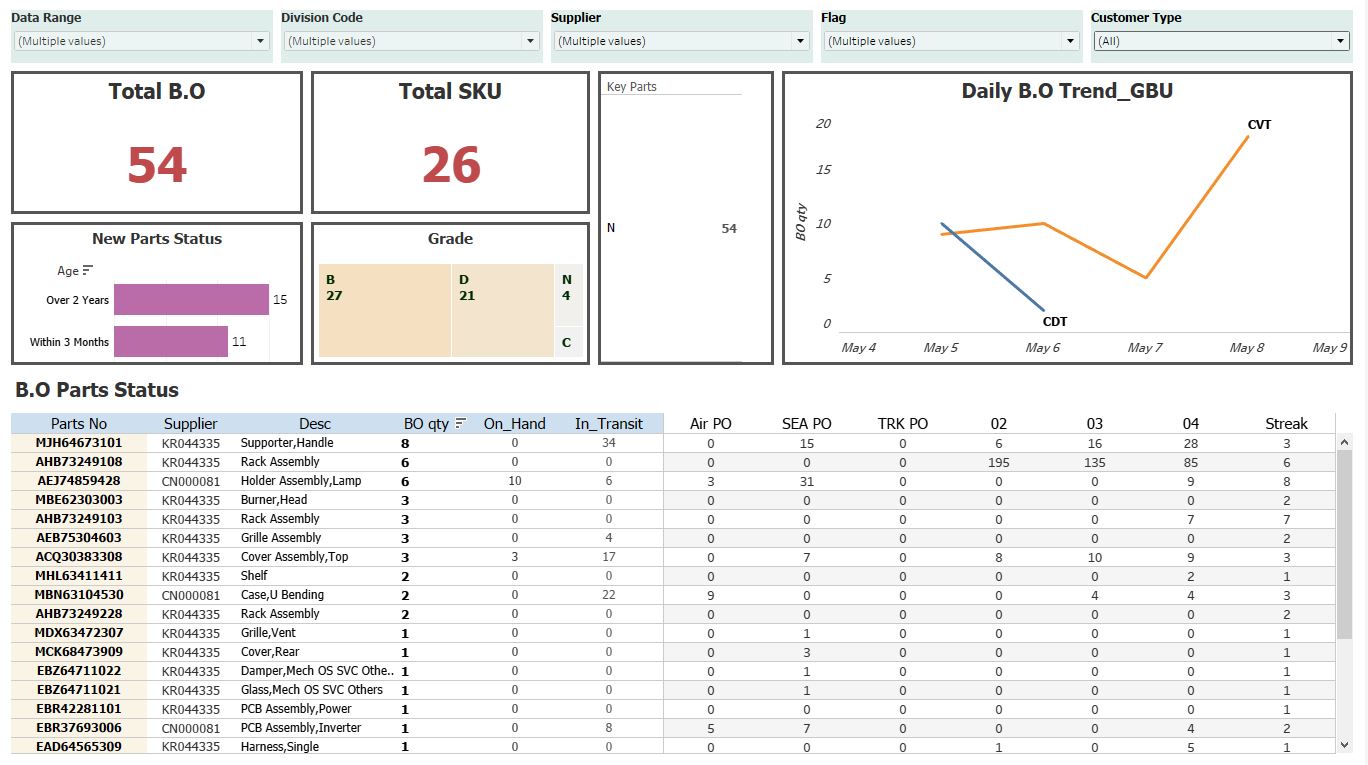 Data Range Division Code Supplier Flag Customer Type
(Multiple values) (Multiple values) (Multiple values) (Multiple values) (All)
Total B.O
54
Total SKU
26
Key Parts
N 54
Daily B.O Trend_GBU
BO qty
20
15
10
5
0
CVT
CDT
May 4 May 5 May 6 May 7 May 8 May 9
New Parts Status
Age
Over 2 Years 15
Within 3 Months 11
Grade
B
27
D
21
N
4
C
B.O Parts Status
Parts No Supplier Desc BO qty On_Hand In_Transit Air PO SEA PO TRK PO 02 03 04 Streak
MJH64673101 KR044335 Supporter,Handle 8 0 34 0 15 0 6 16 28 3
AHB73249108 KR044335 Rack Assembly 6 0 0 0 0 0 195 135 85 6
AEJ74859428 CN000081 Holder Assembly,Lamp 6 10 6 3 31 0 0 0 9 8
MBE62303003 KR044335 Burner,Head 3 0 0 0 0 0 0 0 0 2
AHB73249103 KR044335 Rack Assembly 3 0 0 0 0 0 0 0 7 7
AEB75304603 KR044335 Grille Assembly 3 0 4 0 0 0 0 0 0 2
ACQ30383308 KR044335 Cover Assembly,Top 3 3 17 0 7 0 8 10 9 3
MHL63411411 KR044335 Shelf 2 0 0 0 0 0 0 0 2 1
MBN63104530 CN000081 Case,U Bending 2 0 22 9 0 0 0 4 4 3
AHB73249228 KR044335 Rack Assembly 2 0 0 0 0 0 0 0 0 2
MDX63472307 KR044335 Grille,Vent 1 0 0 0 1 0 0 0 0 1
MCK68473909 KR044335 Cover,Rear 1 0 0 0 3 0 0 0 0 1
EBZ64711022 KR044335 Damper,Mech OS SVC Othe.. 1 0 0 0 1 0 0 0 0 1
EBZ64711021 KR044335 Glass,Mech OS SVC Others 1 0 0 0 1 0 0 0 0 1
EBR42281101 KR044335 PCB Assembly,Power 1 0 0 0 0 0 0 0 0 1
EBR37693006 CN000081 PCB Assembly,Inverter 1 0 8 5 7 0 0 0 4 2
EAD64565309 KR044335 Harness,Single 1 0 0 0 0 0 1 0 5 1